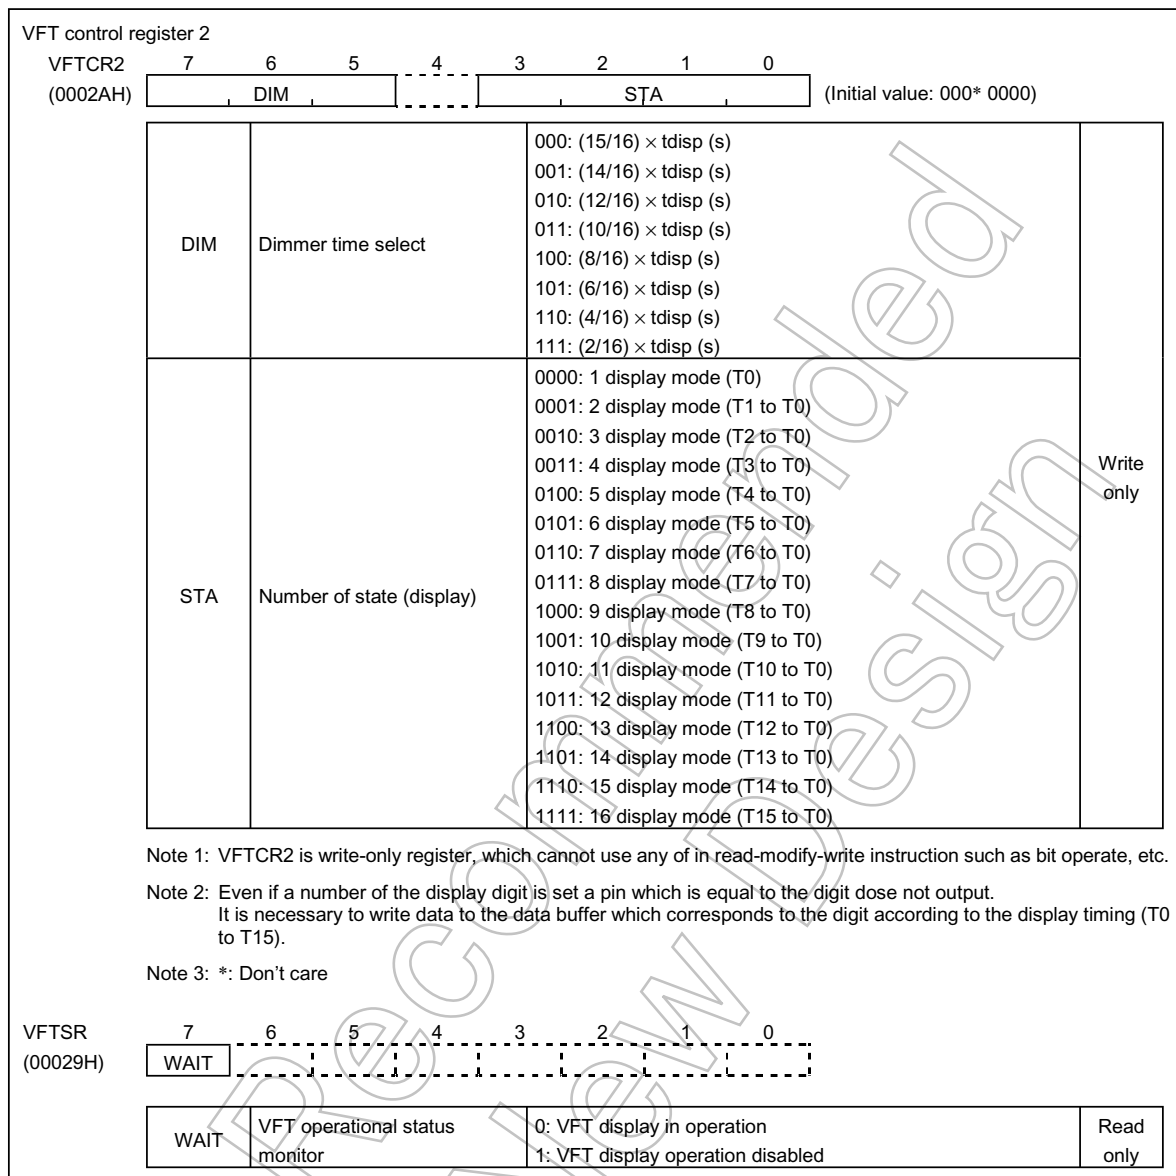 VFT control register 2
VFTCR2 7 6 5 4 3 2 1 0
(0002AH) DIM STA (Initial value: 000* 0000)
DIM Dimmer time select
000: (15/16) × tdisp (s)
001: (14/16) × tdisp (s)
010: (12/16) × tdisp (s)
011: (10/16) × tdisp (s)
100: (8/16) × tdisp (s)
101: (6/16) × tdisp (s)
110: (4/16) × tdisp (s)
111: (2/16) × tdisp (s)
STA Number of state (display)
0000: 1 display mode (T0)
0001: 2 display mode (T1 to T0)
0010: 3 display mode (T2 to T0)
0011: 4 display mode (T3 to T0)
0100: 5 display mode (T4 to T0)
0101: 6 display mode (T5 to T0)
0110: 7 display mode (T6 to T0)
0111: 8 display mode (T7 to T0)
1000: 9 display mode (T8 to T0)
1001: 10 display mode (T9 to T0)
1010: 11 display mode (T10 to T0)
1011: 12 display mode (T11 to T0)
1100: 13 display mode (T12 to T0)
1101: 14 display mode (T13 to T0)
1110: 15 display mode (T14 to T0)
1111: 16 display mode (T15 to T0)
Write
only
Note 1: VFTCR2 is write-only register, which cannot use any of in read-modify-write instruction such as bit operate, etc.
Note 2: Even if a number of the display digit is set a pin which is equal to the digit dose not output.
It is necessary to write data to the data buffer which corresponds to the digit according to the display timing (T0
to T15).
Note 3: *: Don't care
VFTSR 7 6 5 4 3 2 1 0
(00029H) WAIT
WAIT
VFT operational status
monitor
0: VFT display in operation
1: VFT display operation disabled
Read
only
Recommended
New Design